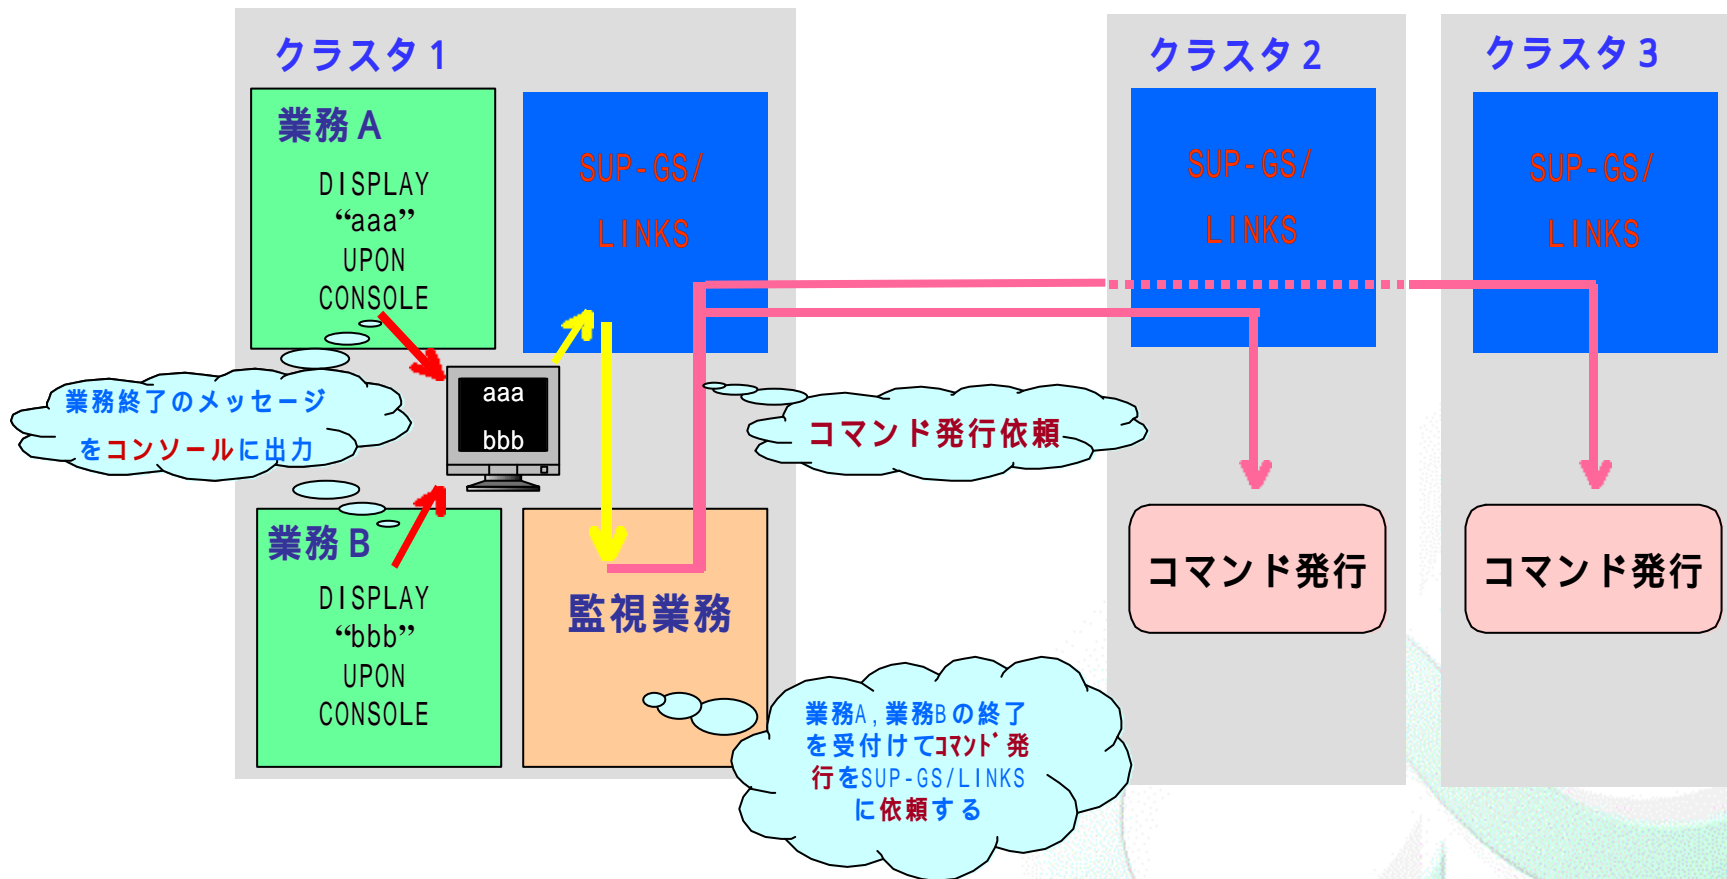 クラスタ1
業務A
DISPLAY
“aaa”
UPON
CONSOLE
SUP-GS/
LINKS
業務終了のメッセージ
をコンソールに出力
aaa
bbb
コマンド発行依頼
業務B
DISPLAY
“bbb”
UPON
CONSOLE
監視業務
業務A,業務Bの終了
を受付けてコマンド発
行をSUP-GS/LINKS
に依頼する
クラスタ2
SUP-GS/
LINKS
コマンド発行
クラスタ3
SUP-GS/
LINKS
コマンド発行